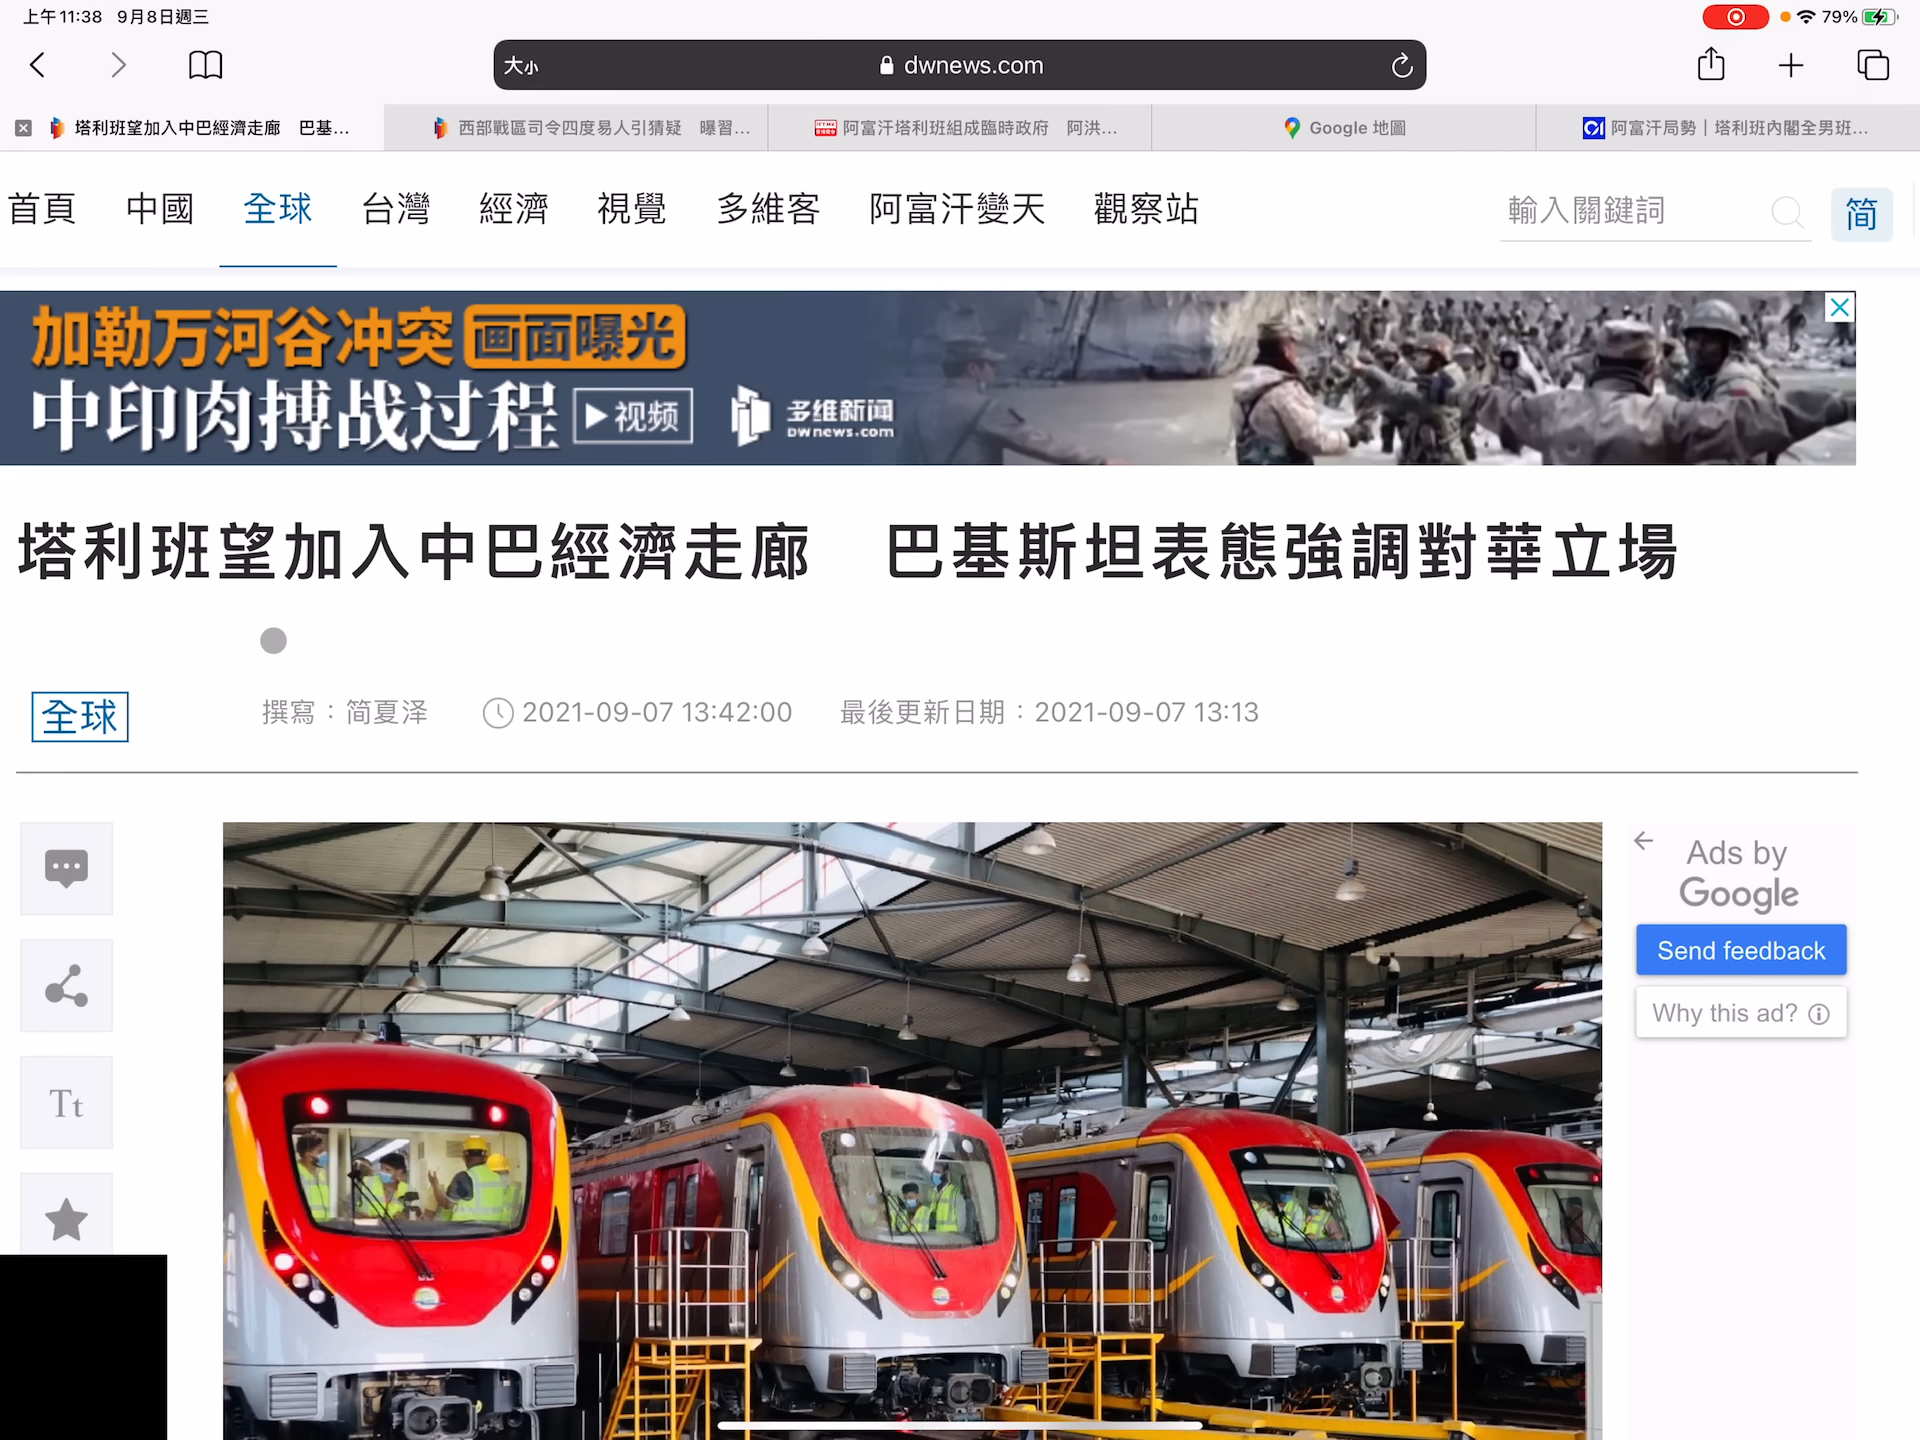 上午11:38 9月8日週三
79%
大小 dwnews.com
塔利班望加入中巴經濟走廊 巴基...
西部戰區司令四度易人引猜疑 曝習...
阿富汗塔利班組成臨時政府 阿洪...
Google 地圖
阿富汗局勢｜塔利班內閣全男班...
首頁 中國 全球 台灣 經濟 視覺 多維客 阿富汗變天 觀察站
輸入關鍵詞
简
加勒万河谷冲突 画面曝光
中印肉搏战过程 视频
多维新闻
DWNEWS.COM
塔利班望加入中巴經濟走廊 巴基斯坦表態強調對華立場
全球
撰寫：简夏泽 2021-09-07 13:42:00 最後更新日期：2021-09-07 13:13
Ads by
Google
Send feedback
Why this ad?
Tt